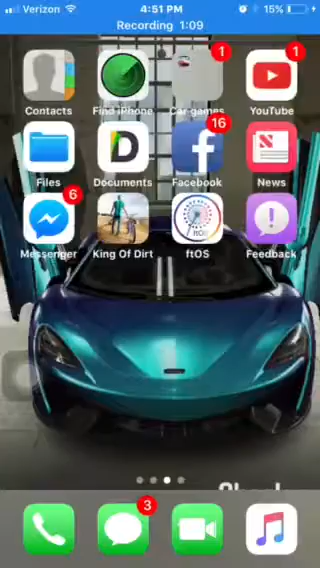 Verizon 4:51 PM 15%
Recording 1:09
1 1
Contacts Find iPhone Car games YouTube
16
Files Documents Facebook News
6
Messenger King Of Dirt ftOS Feedback
3